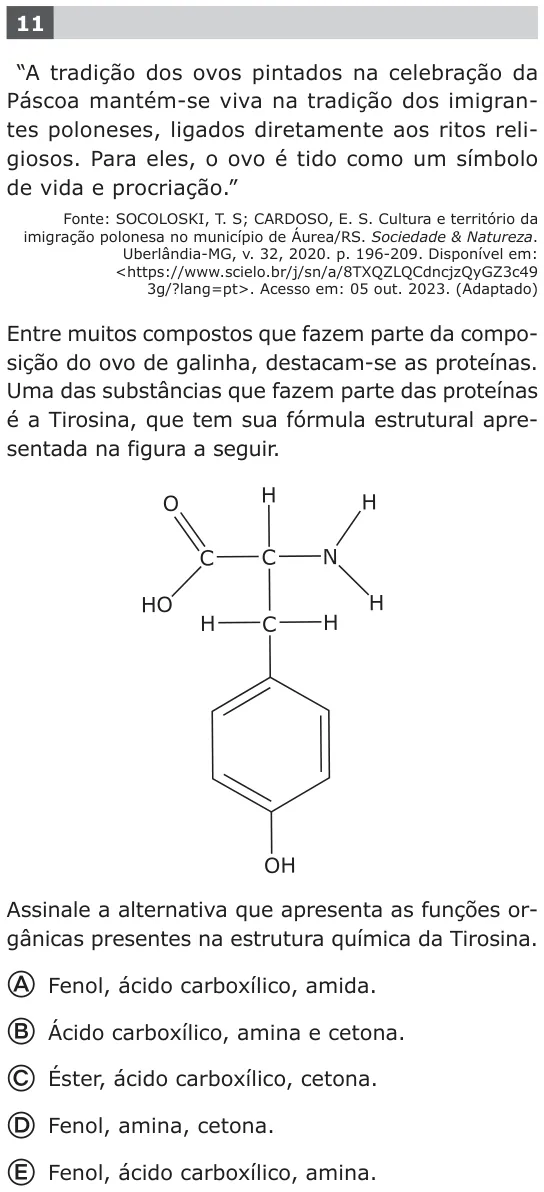 11
“A tradição dos ovos pintados na celebração da
Páscoa mantém-se viva na tradição dos imigran-
tes poloneses, ligados diretamente aos ritos reli-
giosos. Para eles, o ovo é tido como um símbolo
de vida e procriação.”
Fonte: SOCOLOSKI, T. S; CARDOSO, E. S. Cultura e território da
imigração polonesa no município de Áurea/RS. Sociedade & Natureza.
Uberlândia-MG, v. 32, 2020. p. 196-209. Disponível em:
<https://www.scielo.br/j/sn/a/8TXQZLQCdncjzQyGZ3c49
3g/?lang=pt>. Acesso em: 05 out. 2023. (Adaptado)
Entre muitos compostos que fazem parte da compo-
sição do ovo de galinha, destacam-se as proteínas.
Uma das substâncias que fazem parte das proteínas
é a Tirosina, que tem sua fórmula estrutural apre-
sentada na figura a seguir.
O H H
C C N
HO H
H C H
OH
Assinale a alternativa que apresenta as funções or-
gânicas presentes na estrutura química da Tirosina.
A Fenol, ácido carboxílico, amida.
B Ácido carboxílico, amina e cetona.
C Éster, ácido carboxílico, cetona.
D Fenol, amina, cetona.
E Fenol, ácido carboxílico, amina.